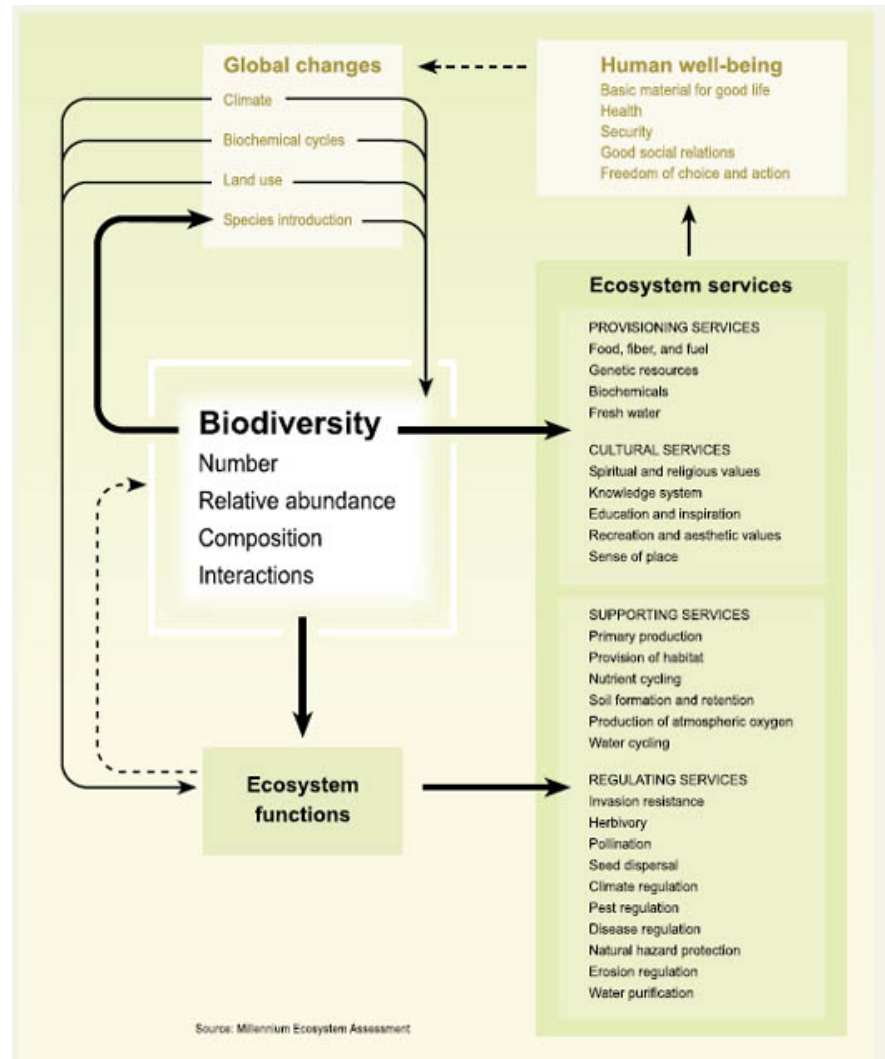 Global changes
Climate
Biochemical cycles
Land use
Species introduction
Human well-being
Basic material for good life
Health
Security
Good social relations
Freedom of choice and action
Biodiversity
Number
Relative abundance
Composition
Interactions
Ecosystem
functions
Ecosystem services
PROVISIONING SERVICES
Food, fiber, and fuel
Genetic resources
Biochemicals
Fresh water
CULTURAL SERVICES
Spiritual and religious values
Knowledge system
Education and inspiration
Recreation and aesthetic values
Sense of place
SUPPORTING SERVICES
Primary production
Provision of habitat
Nutrient cycling
Soil formation and retention
Production of atmospheric oxygen
Water cycling
REGULATING SERVICES
Invasion resistance
Herbivory
Pollination
Seed dispersal
Climate regulation
Pest regulation
Disease regulation
Natural hazard protection
Erosion regulation
Water purification
Source: Millennium Ecosystem Assessment